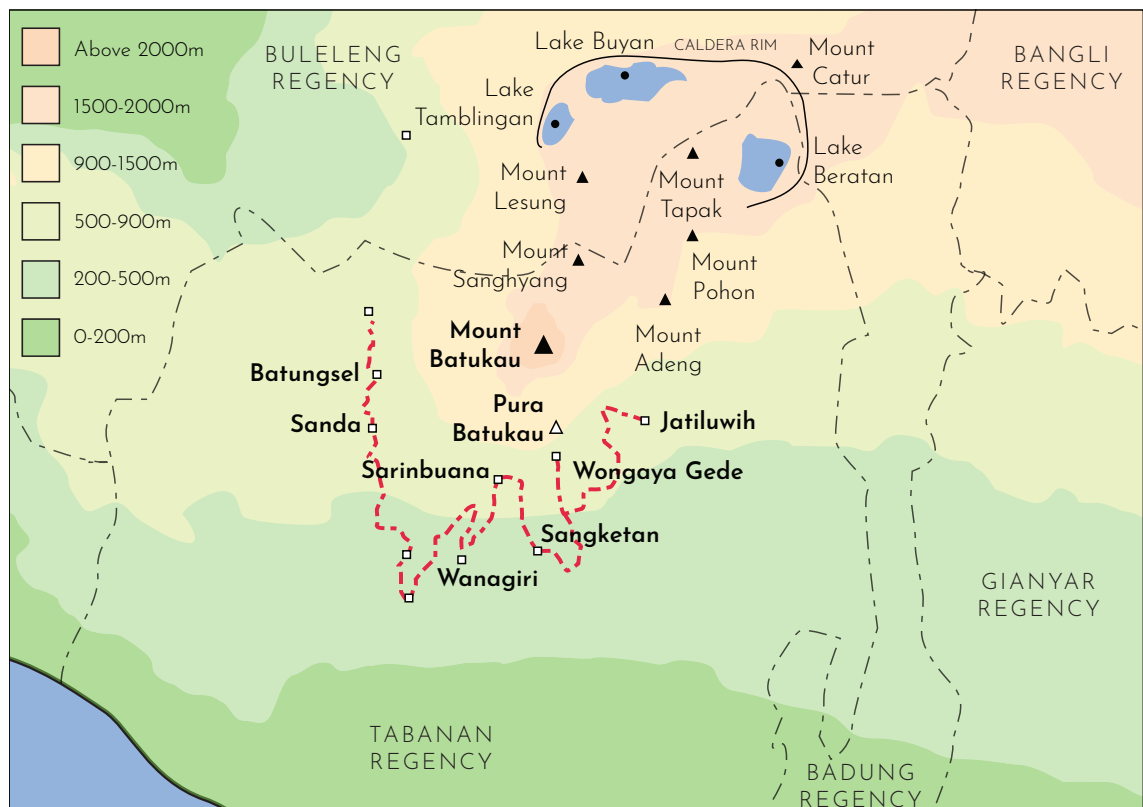 Above 2000m
1500-2000m
900-1500m
500-900m
200-500m
0-200m
BULELENG
REGENCY
Lake Buyan
CALDERA RIM
Mount
Catur
BANGLI
REGENCY
Lake
Tamblingan
Mount
Lesung
Mount
Tapak
Lake
Beratan
Mount
Sanghyang
Mount
Pohon
Mount
Batukau
Mount
Adeng
Batungsel
Sanda
Pura
Batukau
Jatiluwih
Sarinbuana
Wongaya Gede
Sangketan
Wanagiri
GIANYAR
REGENCY
TABANAN
REGENCY
BADUNG
REGENCY